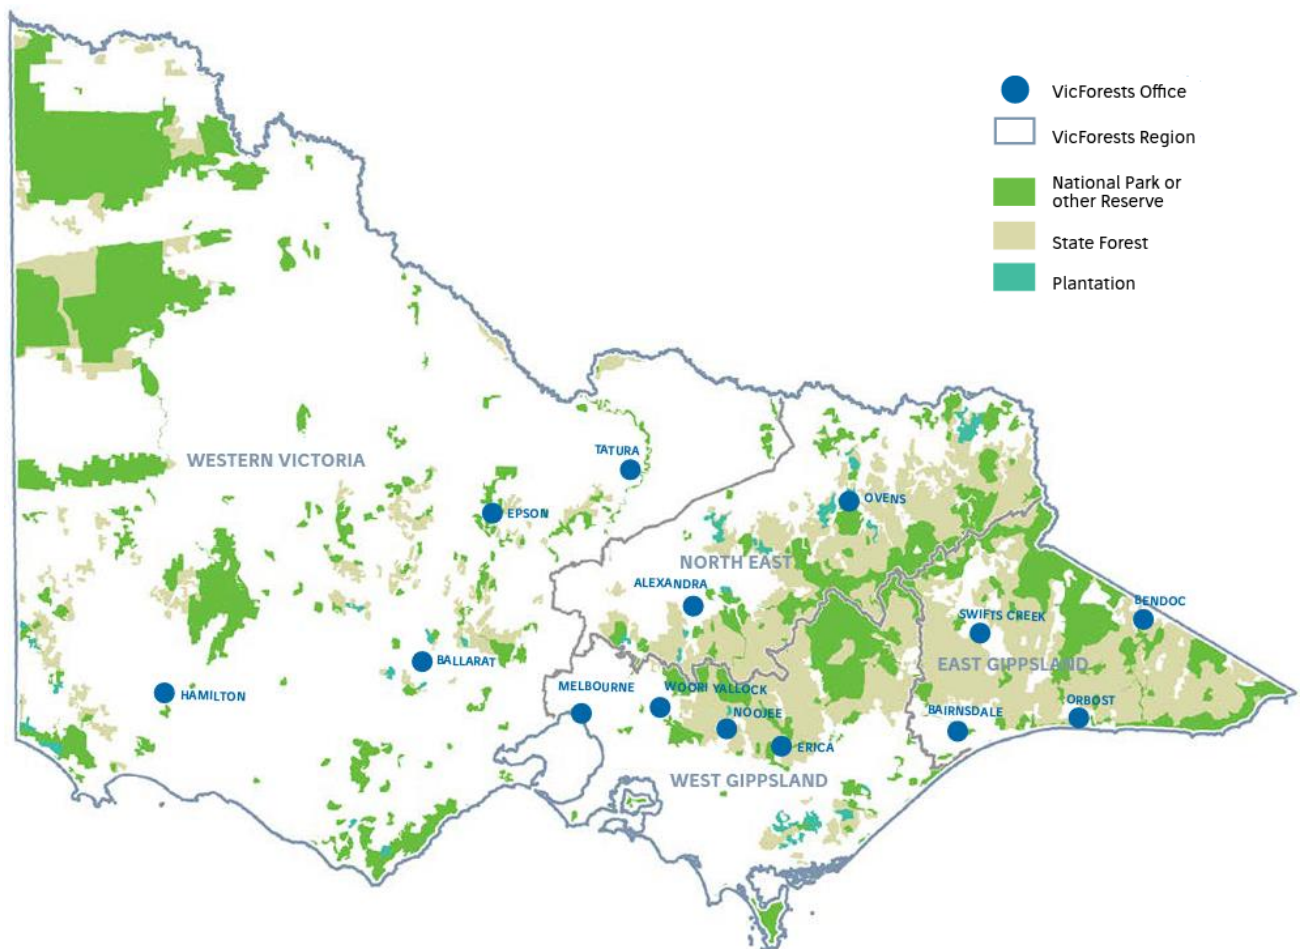 VicForests Office
VicForests Region
National Park or
other Reserve
State Forest
Plantation
TATURA
WESTERN VICTORIA
OVENS
EPSON
NORTH EAST
ALEXANDRA
BENDOC
SWIFTS CREEK
BALLARAT
EAST GIPPSLAND
HAMILTON
MELBOURNE
WOORI YALLOCK
ORBOST
NOOJEE
BAIRNSDALE
ERICA
WEST GIPPSLAND